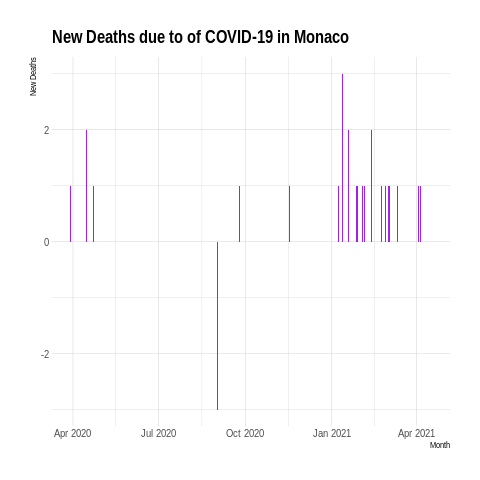 New Deaths due to of COVID-19 in Monaco
New Deaths
2
0
-2
Apr 2020 Jul 2020 Oct 2020 Jan 2021 Apr 2021
Month